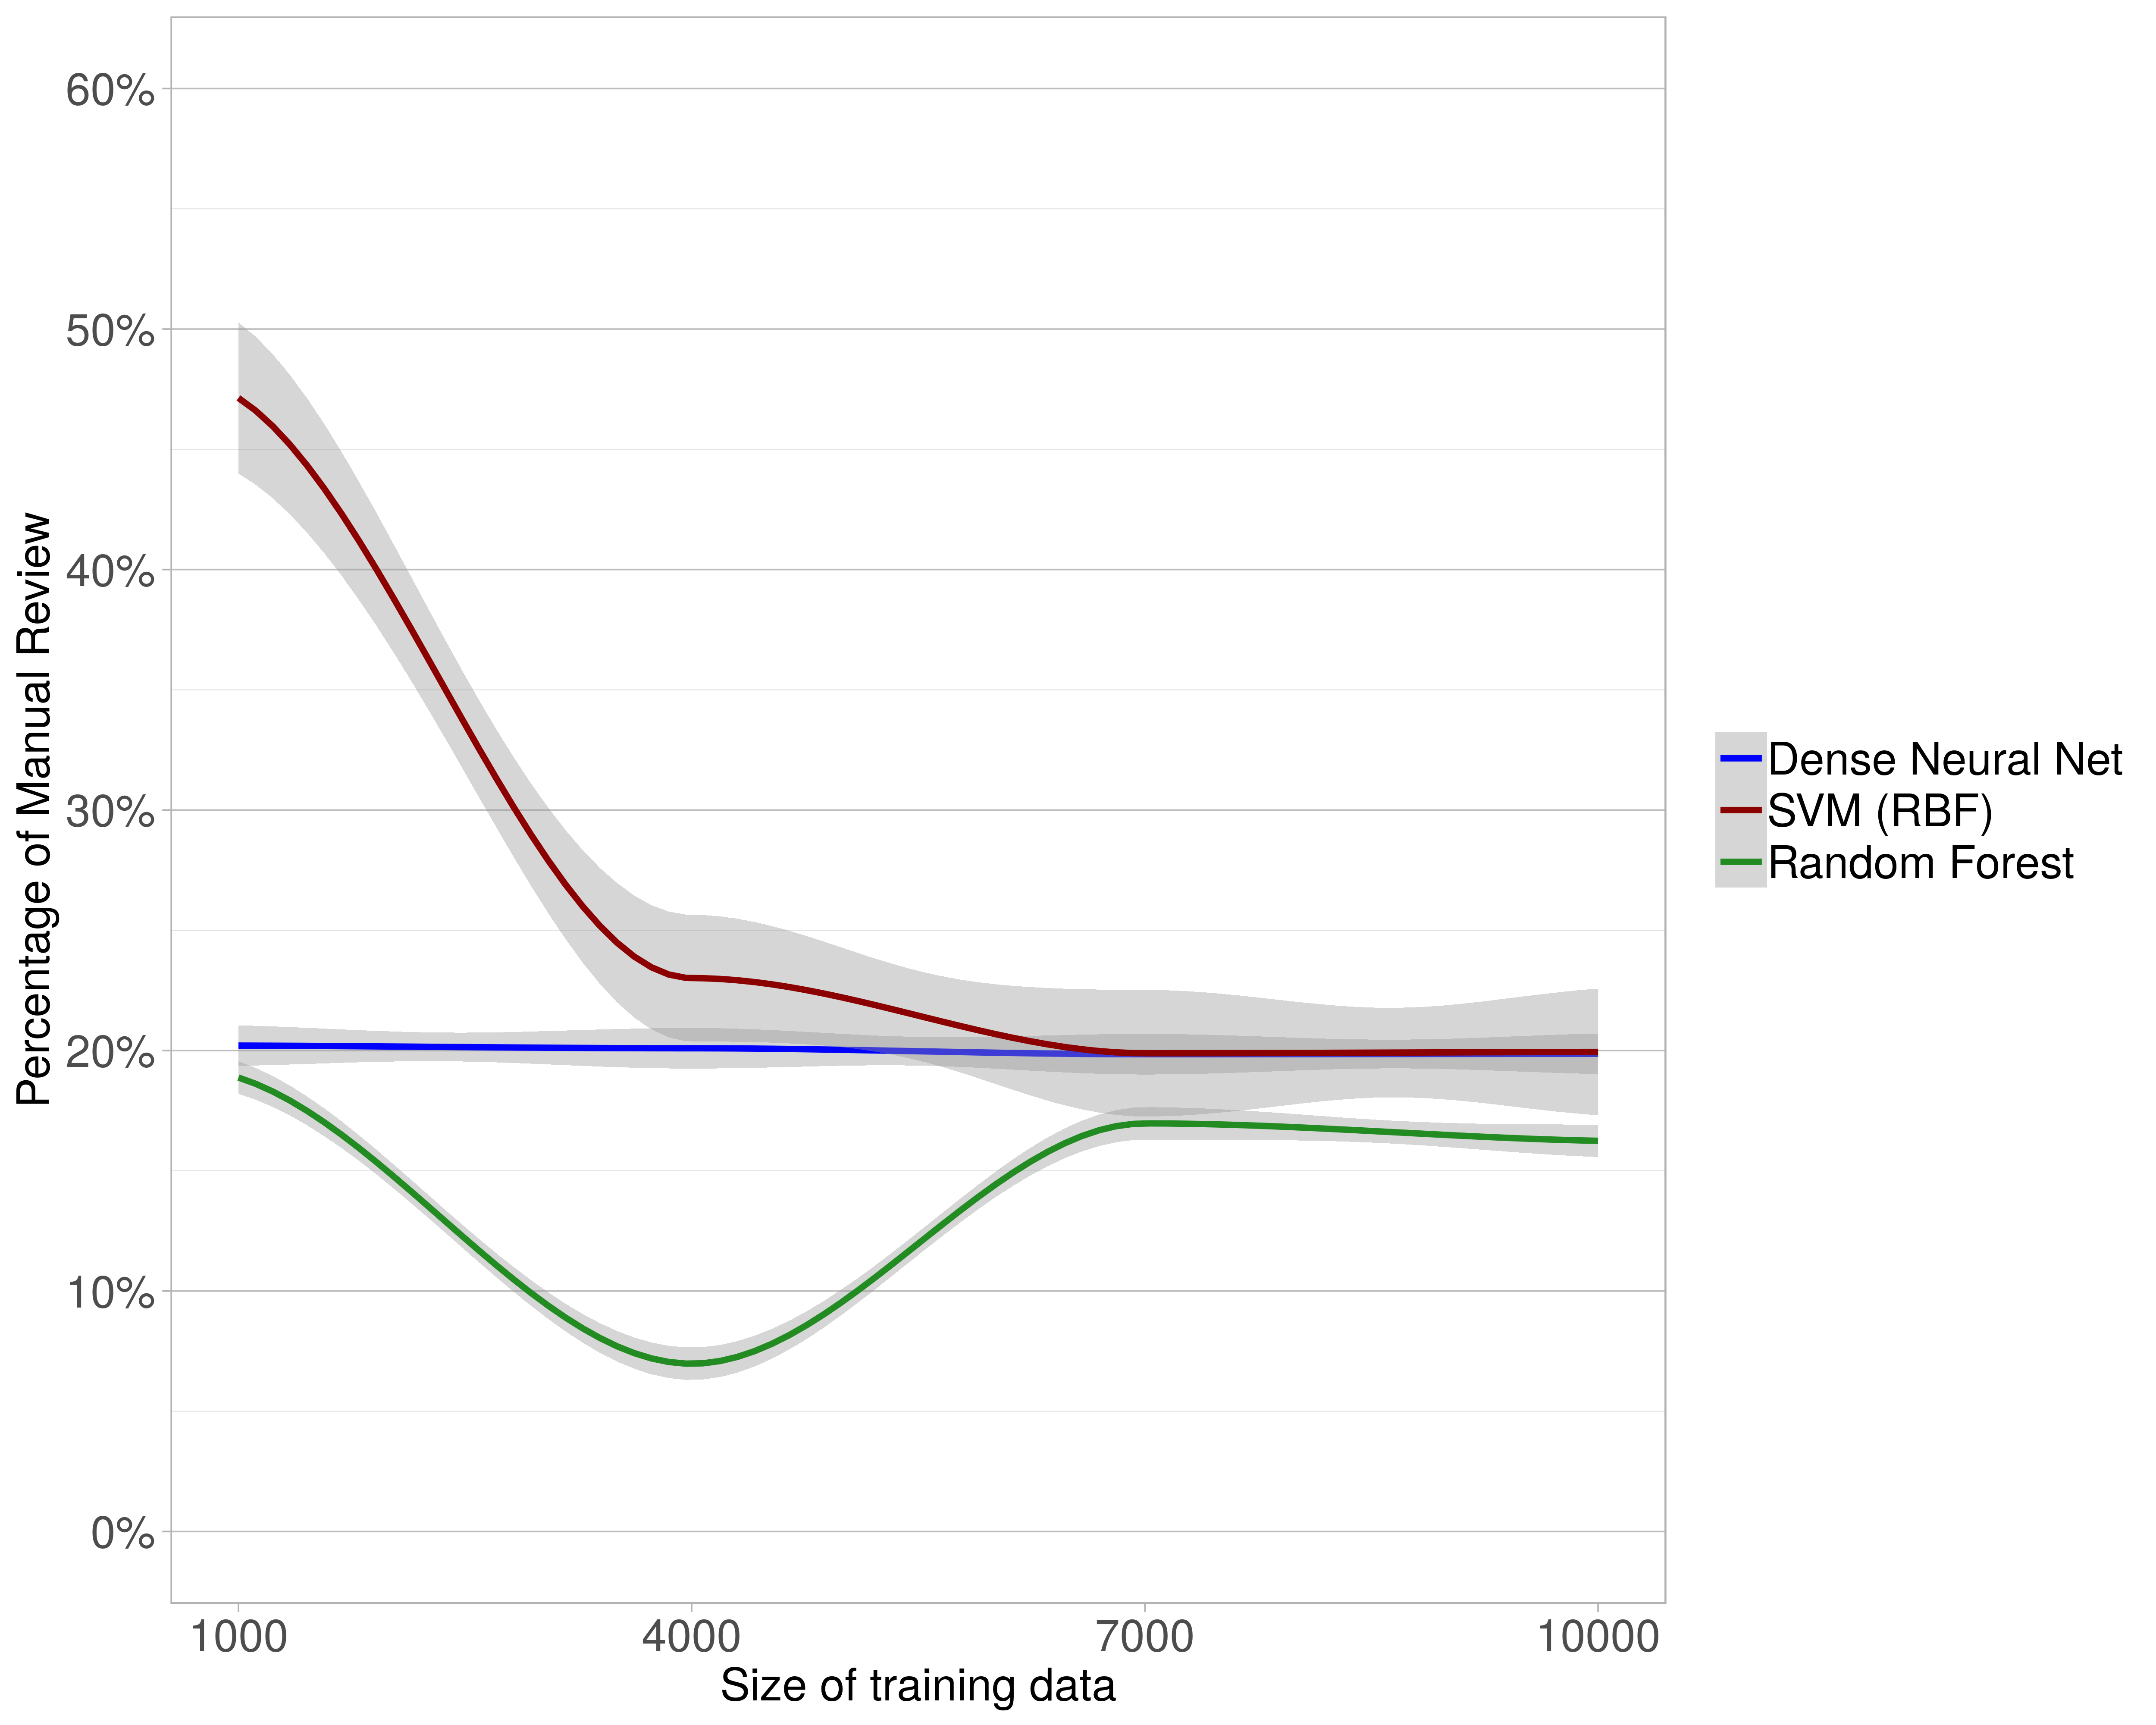 60%
50%
40%
30%
20%
10%
0%
Percentage of Manual Review
1000 4000 7000 10000
Size of training data
Dense Neural Net
SVM (RBF)
Random Forest